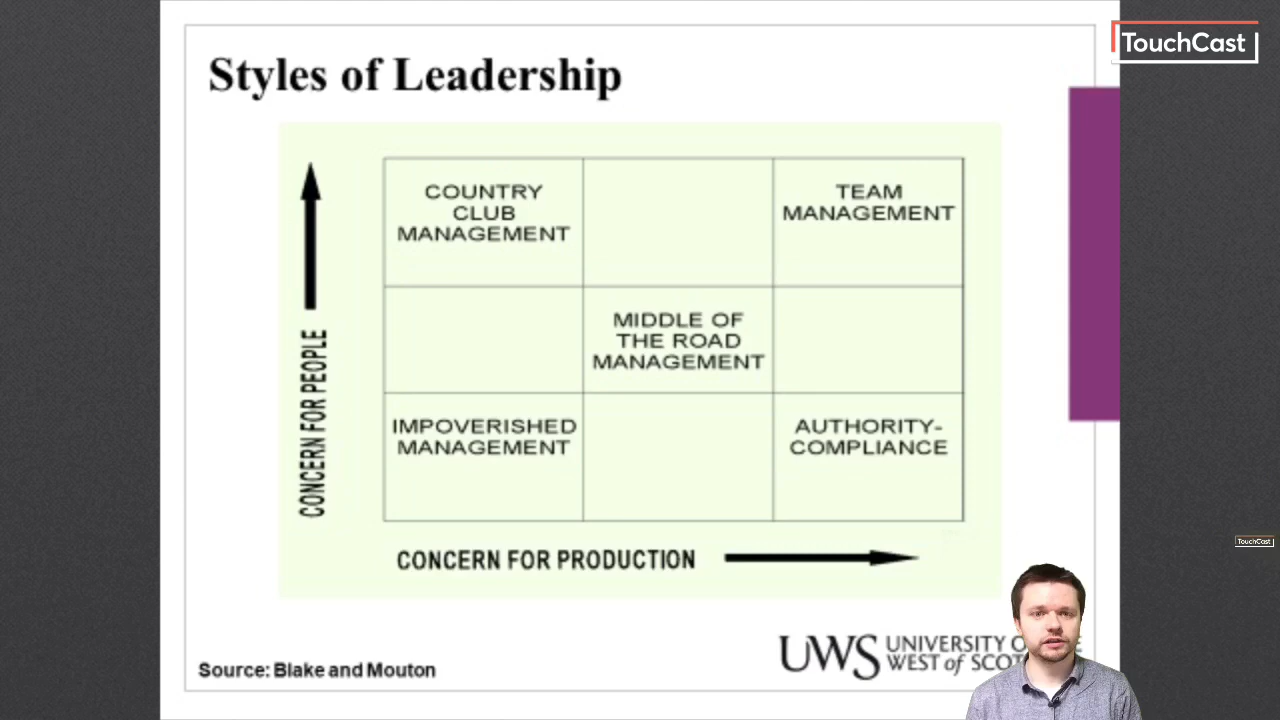 TouchCast
Styles of Leadership
COUNTRY
CLUB
MANAGEMENT
TEAM
MANAGEMENT
MIDDLE OF
THE ROAD
MANAGEMENT
IMPOVERISHED
MANAGEMENT
AUTHORITY-
COMPLIANCE
CONCERN FOR PEOPLE
CONCERN FOR PRODUCTION
TouchCast
Source: Blake and Mouton
UWS
UNIVERSITY
WEST of